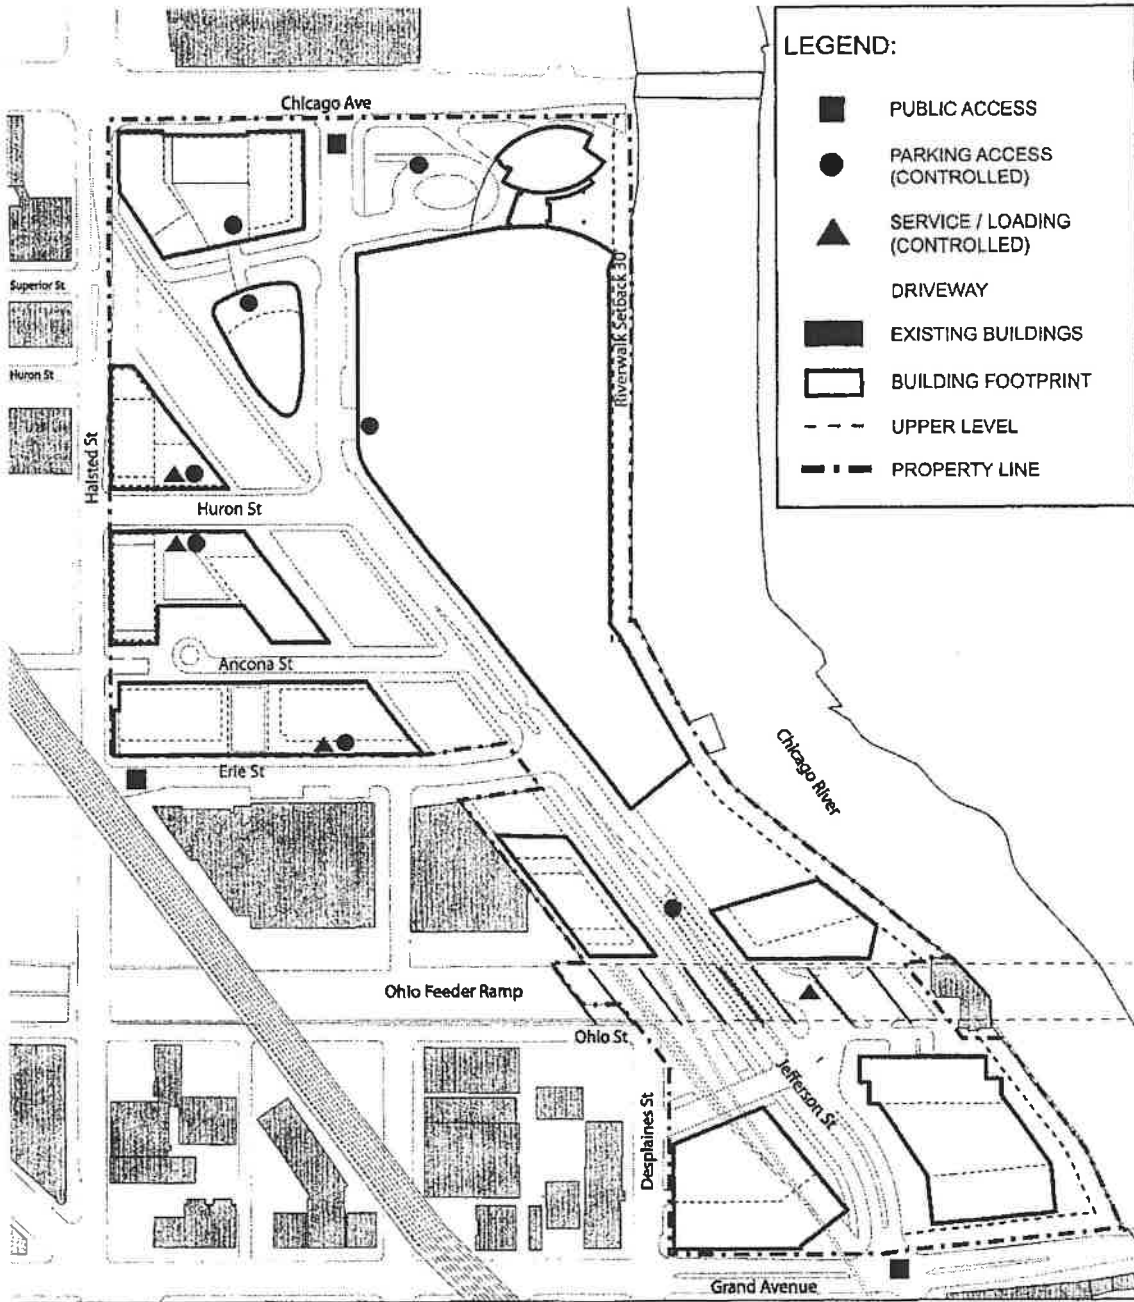 LEGEND:
PUBLIC ACCESS
PARKING ACCESS
(CONTROLLED)
SERVICE / LOADING
(CONTROLLED)
DRIVEWAY
EXISTING BUILDINGS
BUILDING FOOTPRINT
UPPER LEVEL
PROPERTY LINE
Chicago Ave
Superior St
Huron St
Halsted St
Riverwalk Setback 30'
Huron St
Ancona St
Erie St
Chicago River
Ohio Feeder Ramp
Ohio St
Jefferson St
Desplaines St
Grand Avenue